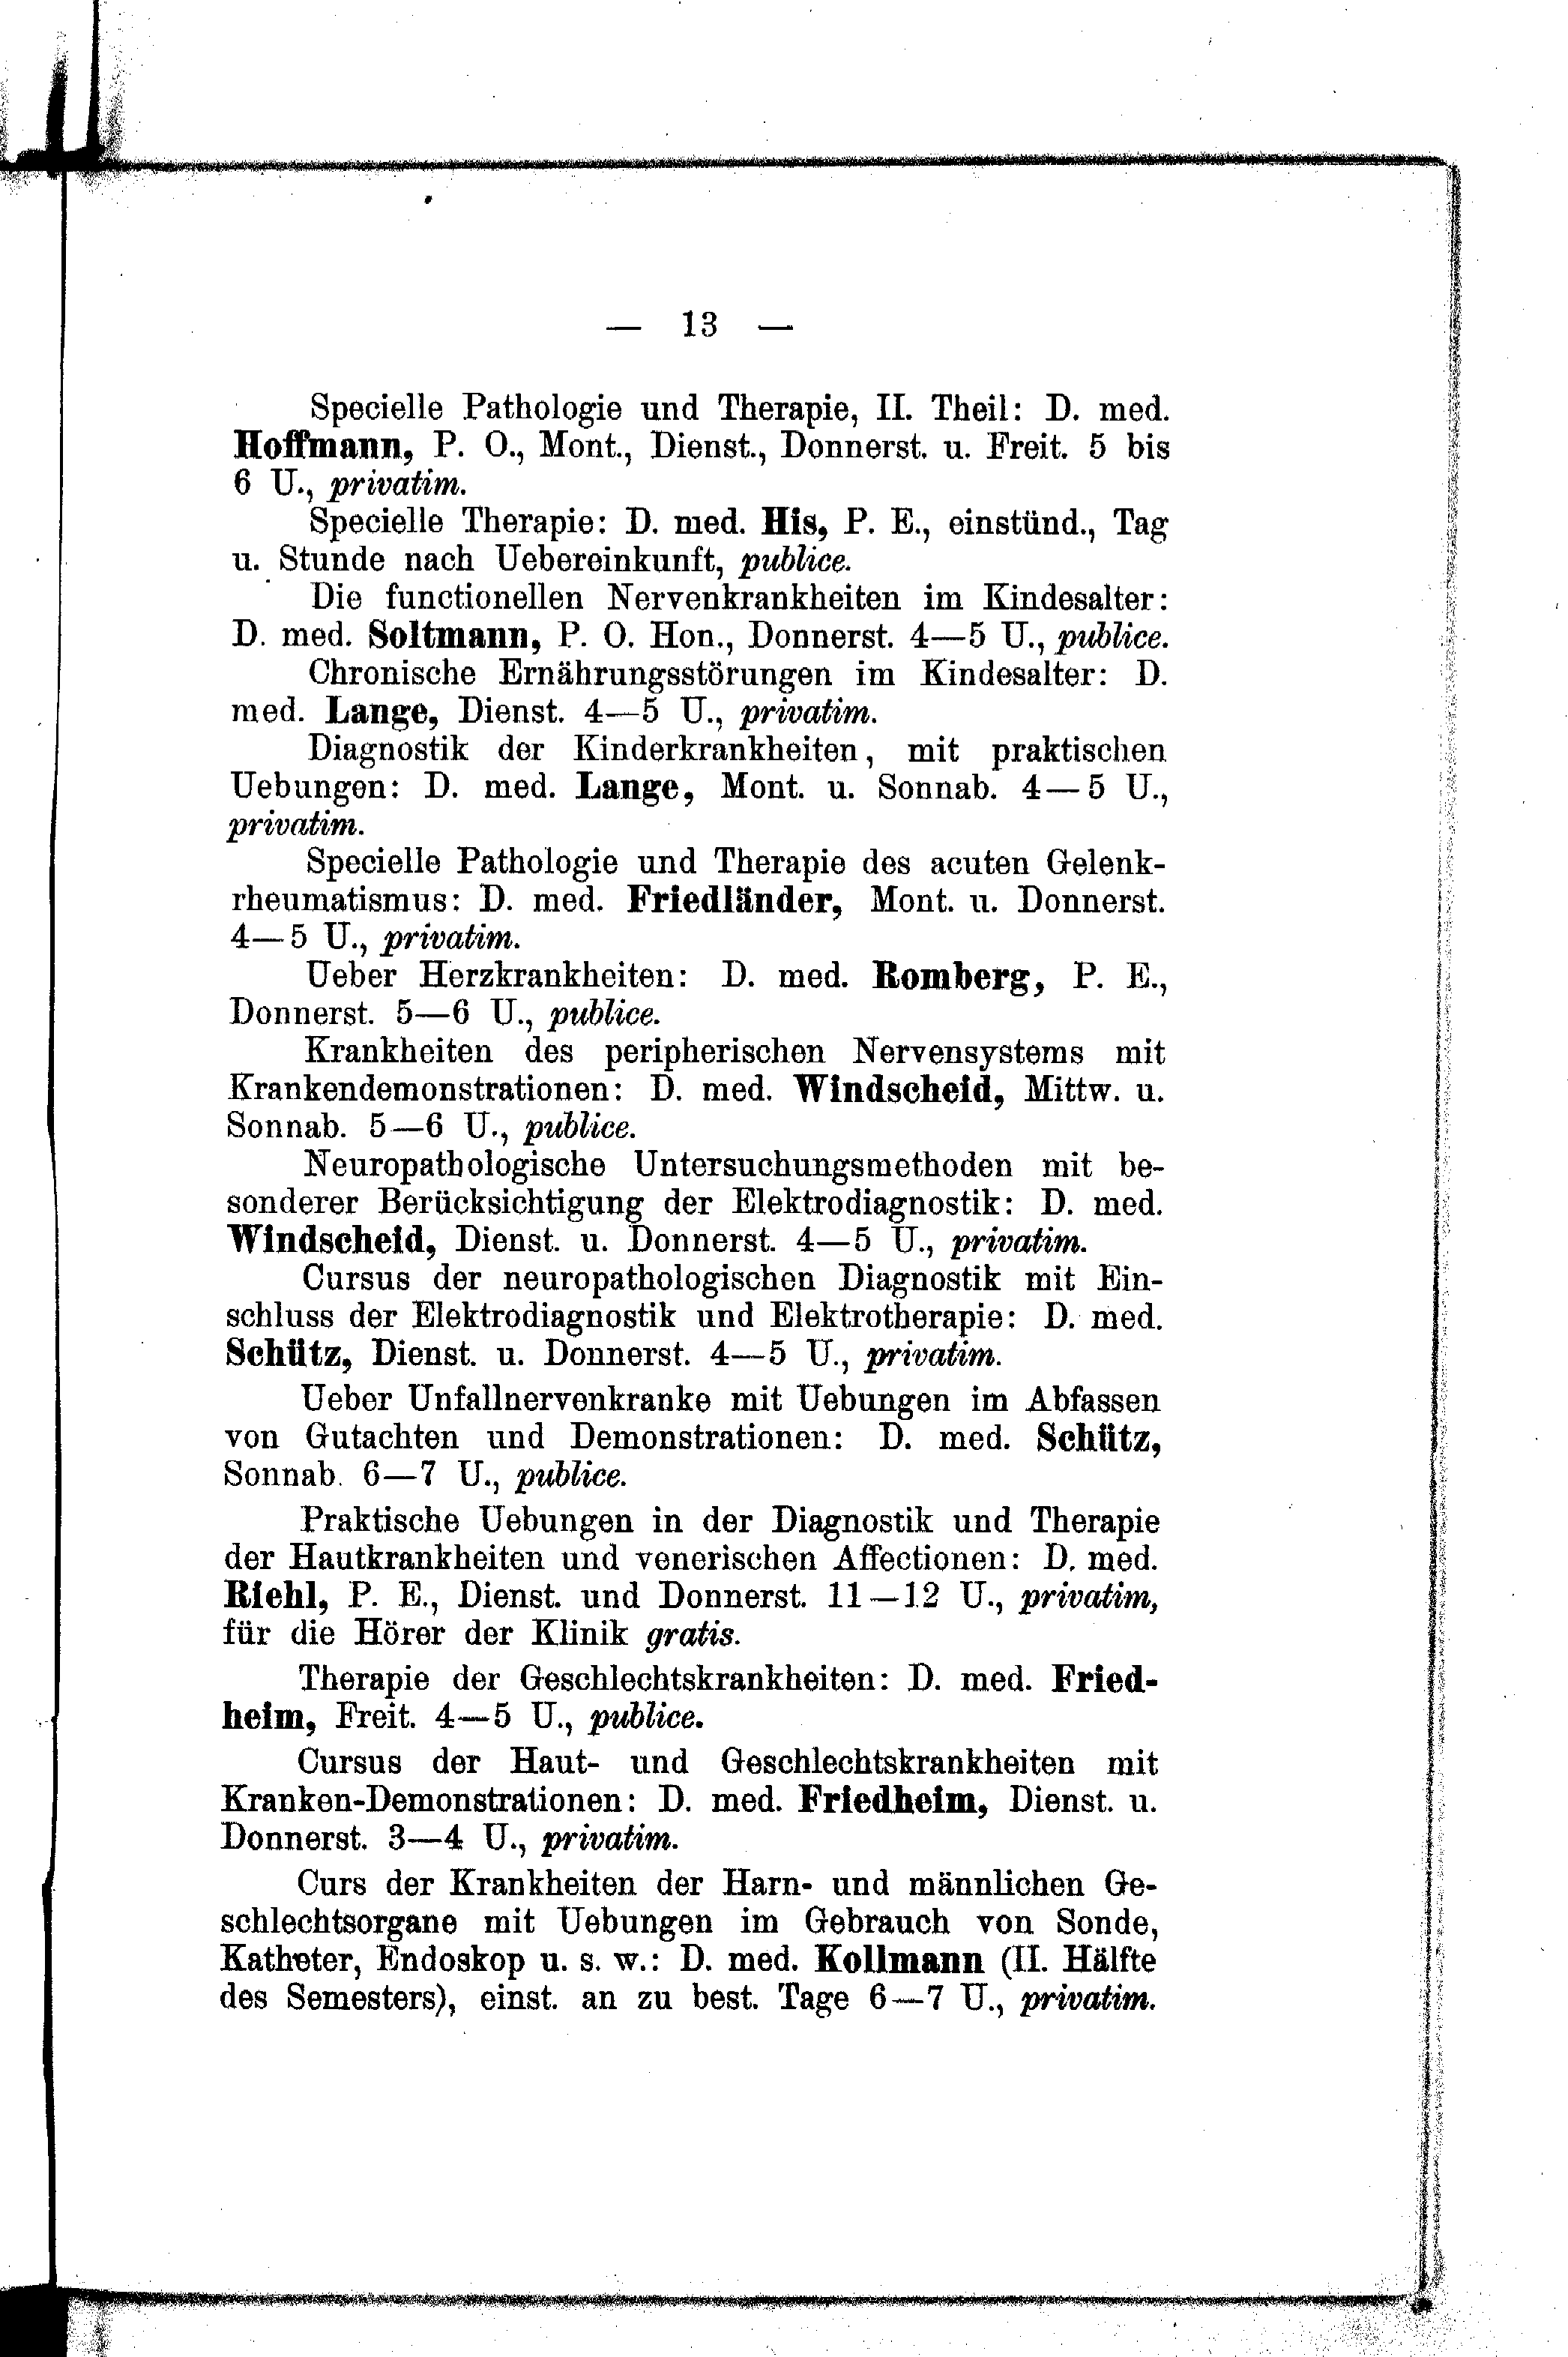 — 13 —
Specielle Pathologie und Therapie, II. Theil: D. med.
Hoffmann, P. O., Mont., Dienst., Donnerst. u. Freit. 5 bis
6 U., privatim.
Specielle Therapie: D. med. His, P. E., einstünd., Tag
u. Stunde nach Uebereinkunft, publice.
Die functionellen Nervenkrankheiten im Kindesalter:
D. med. Soltmann, P. O. Hon., Donnerst. 4—5 U., publice.
Chronische Ernährungsstörungen im Kindesalter: D.
med. Lange, Dienst. 4—5 U., privatim.
Diagnostik der Kinderkrankheiten, mit praktischen
Uebungen: D. med. Lange, Mont. u. Sonnab. 4—5 U.,
privatim.
Specielle Pathologie und Therapie des acuten Gelenk-
rheumatismus: D. med. Friedländer, Mont. u. Donnerst.
4—5 U., privatim.
Ueber Herzkrankheiten: D. med. Romberg, P. E.,
Donnerst. 5—6 U., publice.
Krankheiten des peripherischen Nervensystems mit
Krankendemonstrationen: D. med. Windscheid, Mittw. u.
Sonnab. 5—6 U., publice.
Neuropathologische Untersuchungsmethoden mit be-
sonderer Berücksichtigung der Elektrodiagnostik: D. med.
Windscheid, Dienst. u. Donnerst. 4—5 U., privatim.
Cursus der neuropathologischen Diagnostik mit Ein-
schluss der Elektrodiagnostik und Elektrotherapie: D. med.
Schütz, Dienst. u. Donnerst. 4—5 U., privatim.
Ueber Unfallnervenkranke mit Uebungen im Abfassen
von Gutachten und Demonstrationen: D. med. Schütz,
Sonnab. 6—7 U., publice.
Praktische Uebungen in der Diagnostik und Therapie
der Hautkrankheiten und venerischen Affectionen: D. med.
Riehl, P. E., Dienst. und Donnerst. 11—12 U., privatim,
für die Hörer der Klinik gratis.
Therapie der Geschlechtskrankheiten: D. med. Fried-
heim, Freit. 4—5 U., publice.
Cursus der Haut- und Geschlechtskrankheiten mit
Kranken-Demonstrationen: D. med. Friedheim, Dienst. u.
Donnerst. 3—4 U., privatim.
Curs der Krankheiten der Harn- und männlichen Ge-
schlechtsorgane mit Uebungen im Gebrauch von Sonde,
Katheter, Endoskop u. s. w.: D. med. Kollmann (II. Hälfte
des Semesters), einst. an zu best. Tage 6—7 U., privatim.